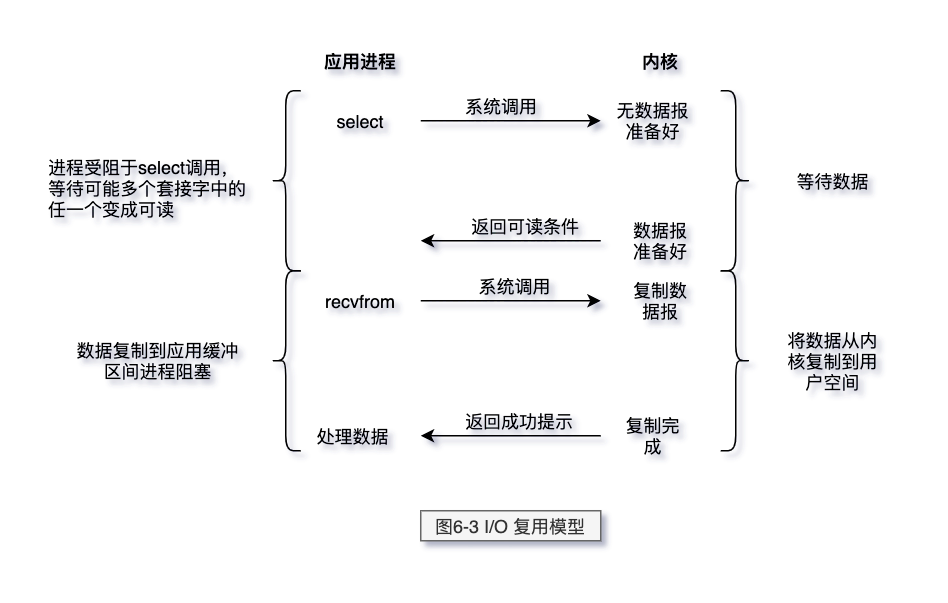 应用进程
内核
select
系统调用
无数据报
准备好
进程受阻于select调用，
等待可能多个套接字中的
任一个变成可读
等待数据
返回可读条件
数据报
准备好
recvfrom
系统调用
复制数
据报
数据复制到应用缓冲
区间进程阻塞
将数据从内
核复制到用
户空间
处理数据
返回成功提示
复制完
成
图6-3 I/O 复用模型